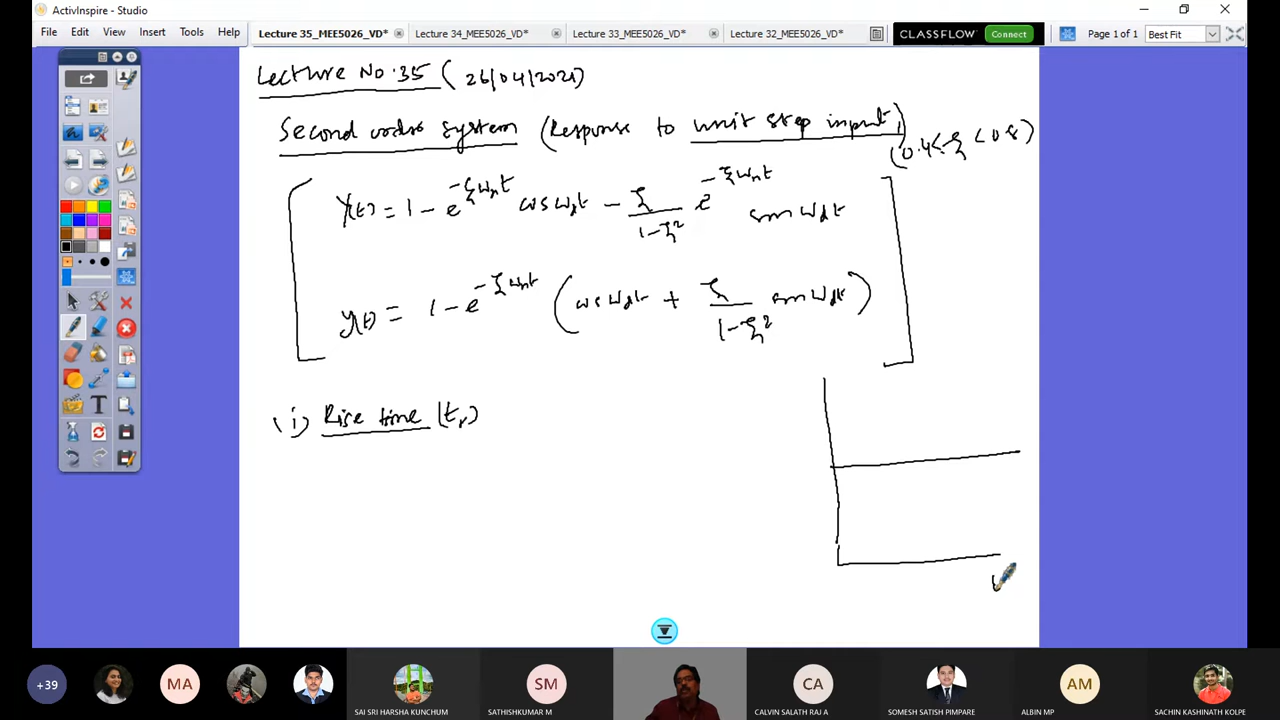 ActivInspire - Studio
File Edit View Insert Tools Help
Lecture 35_MEE5026_VD* Lecture 34_MEE5026_VD* Lecture 33_MEE5026_VD* Lecture 32_MEE5026_VD* CLASSFLOW Connect Page 1 of 1 Best Fit
Lecture No.35 (26/04/2021)
Second order system (Response to unit step input)
(0.4<ξ<0.8)
y(t) = 1 - e^{-ξωnt} cos ωdt - ξ/(1-ξ²) e^{-ξωnt} sin ωdt
y(t) = 1 - e^{-ξωnt} (cos ωdt + ξ/(1-ξ²) sin ωdt)
(i) Rise time (tr)
T
+39 MA SM CA AM
SAI SRI HARSHA KUNCHUM SATHISHKUMAR M CALVIN SALATH RAJ A SOMESH SATISH PIMPARE ALBIN MP SACHIN KASHINATH KOLPE